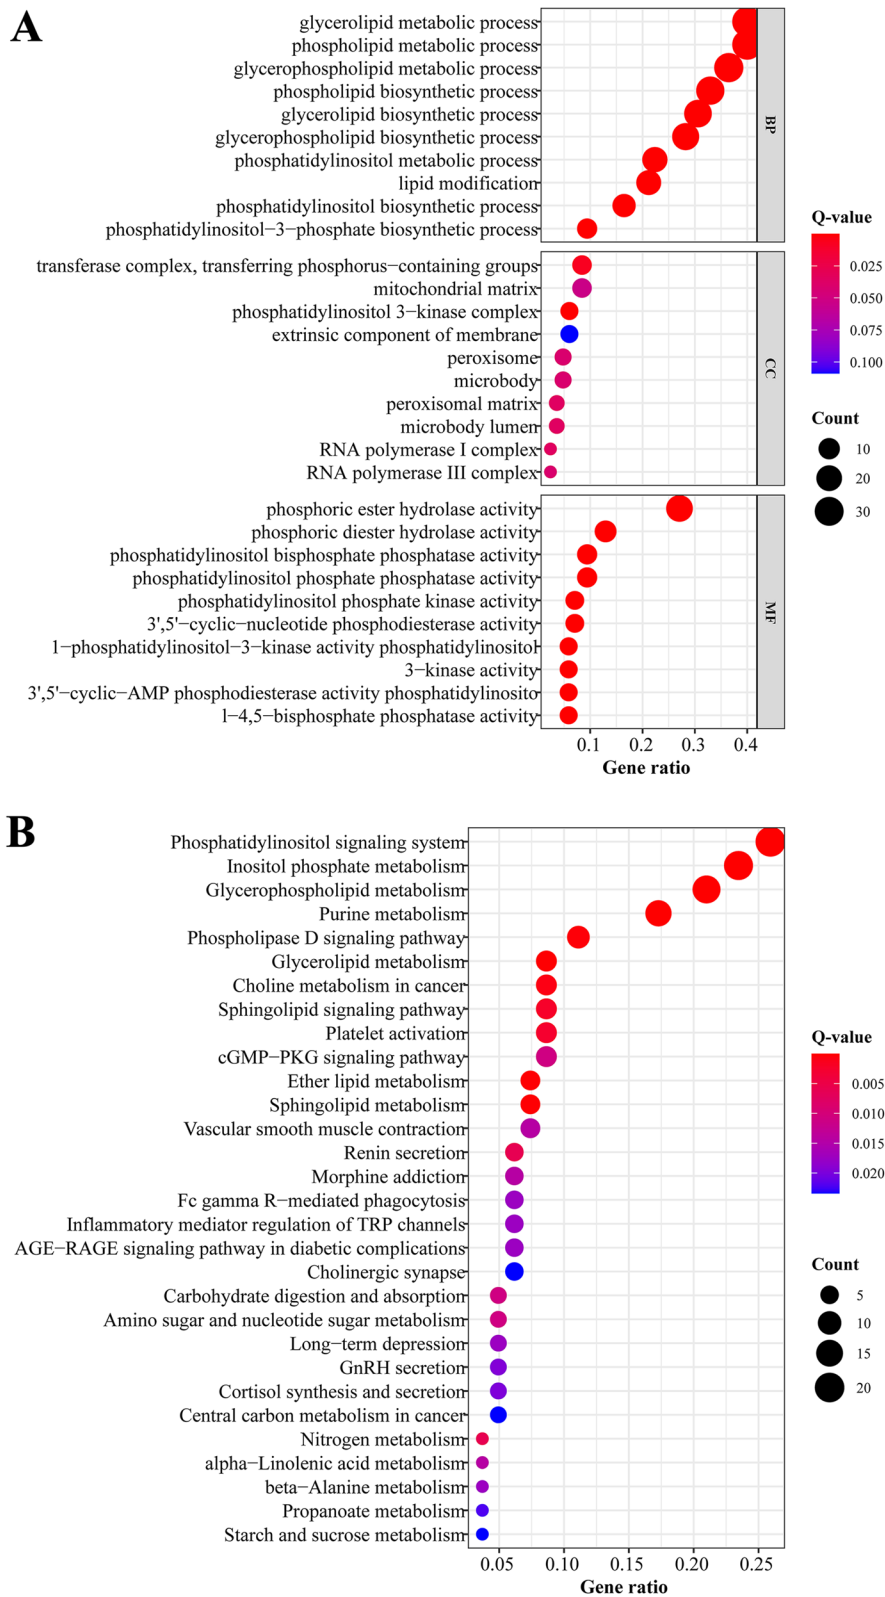 A
glycerolipid metabolic process
phospholipid metabolic process
glycerophospholipid metabolic process
phospholipid biosynthetic process
glycerolipid biosynthetic process
glycerophospholipid biosynthetic process
phosphatidylinositol metabolic process
lipid modification
phosphatidylinositol biosynthetic process
phosphatidylinositol−3−phosphate biosynthetic process
BP
transferase complex, transferring phosphorus−containing groups
mitochondrial matrix
phosphatidylinositol 3−kinase complex
extrinsic component of membrane
peroxisome
microbody
peroxisomal matrix
microbody lumen
RNA polymerase I complex
RNA polymerase III complex
CC
phosphoric ester hydrolase activity
phosphoric diester hydrolase activity
phosphatidylinositol bisphosphate phosphatase activity
phosphatidylinositol phosphate phosphatase activity
phosphatidylinositol phosphate kinase activity
3',5'−cyclic−nucleotide phosphodiesterase activity
1−phosphatidylinositol−3−kinase activity phosphatidylinositol
3−kinase activity
3',5'−cyclic−AMP phosphodiesterase activity phosphatidylinosito
l−4,5−bisphosphate phosphatase activity
MF
0.1 0.2 0.3 0.4
Gene ratio
Q-value
0.025
0.050
0.075
0.100
Count
10
20
30
B
Phosphatidylinositol signaling system
Inositol phosphate metabolism
Glycerophospholipid metabolism
Purine metabolism
Phospholipase D signaling pathway
Glycerolipid metabolism
Choline metabolism in cancer
Sphingolipid signaling pathway
Platelet activation
cGMP−PKG signaling pathway
Ether lipid metabolism
Sphingolipid metabolism
Vascular smooth muscle contraction
Renin secretion
Morphine addiction
Fc gamma R−mediated phagocytosis
Inflammatory mediator regulation of TRP channels
AGE−RAGE signaling pathway in diabetic complications
Cholinergic synapse
Carbohydrate digestion and absorption
Amino sugar and nucleotide sugar metabolism
Long−term depression
GnRH secretion
Cortisol synthesis and secretion
Central carbon metabolism in cancer
Nitrogen metabolism
alpha−Linolenic acid metabolism
beta−Alanine metabolism
Propanoate metabolism
Starch and sucrose metabolism
0.05 0.10 0.15 0.20 0.25
Gene ratio
Q-value
0.005
0.010
0.015
0.020
Count
5
10
15
20